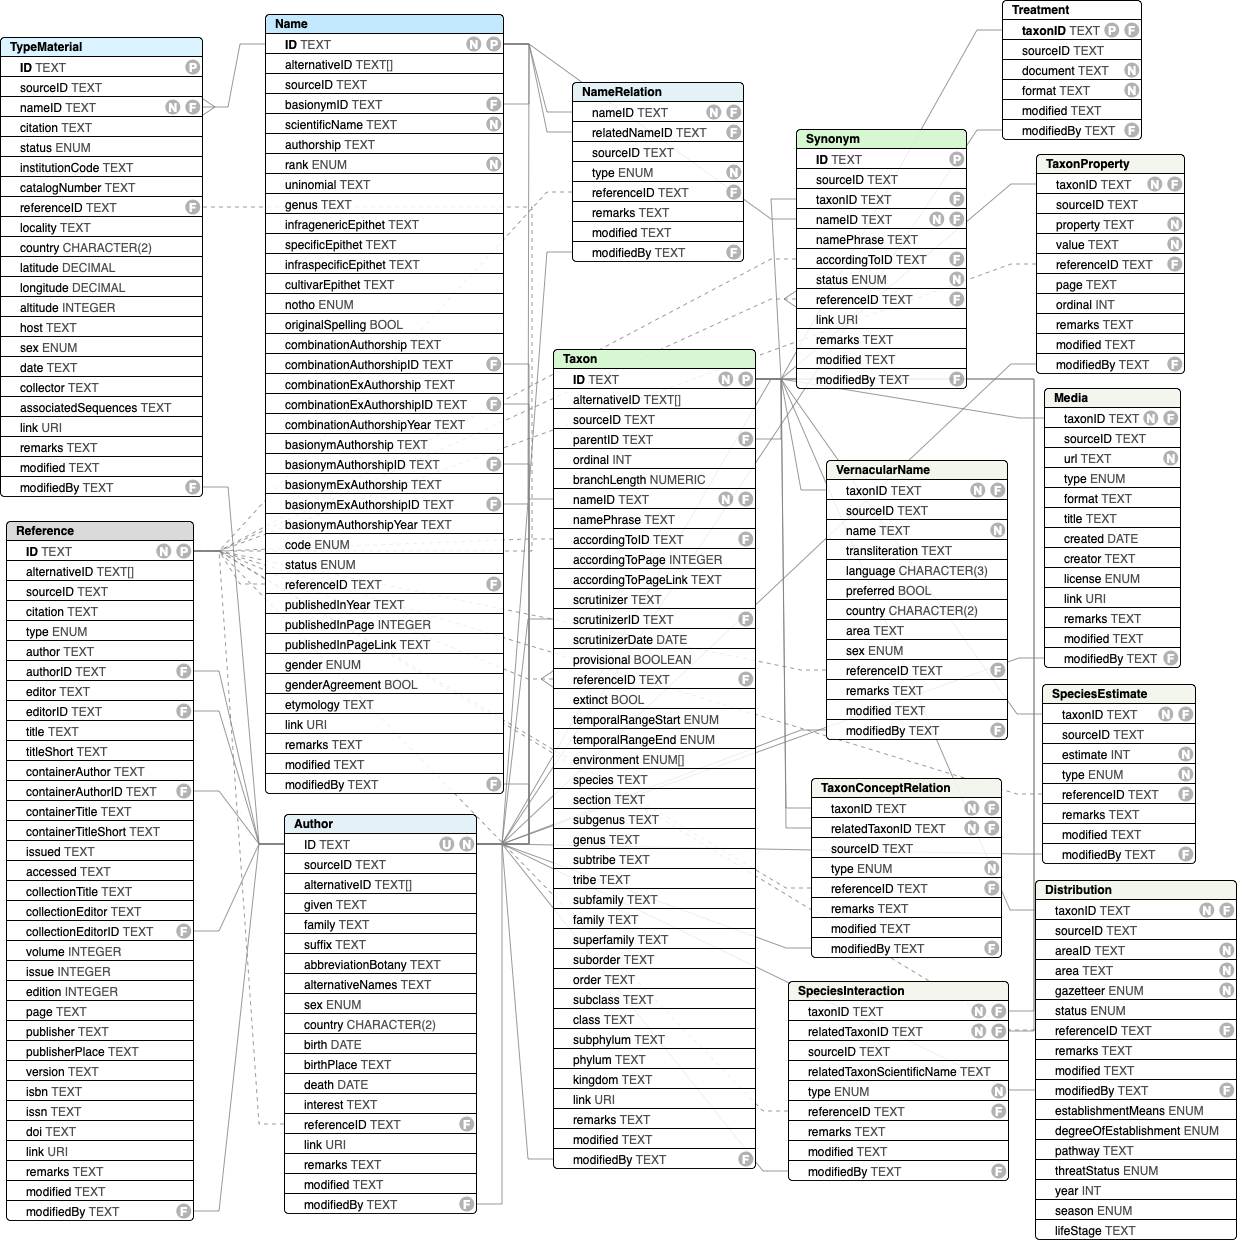 TypeMaterial
ID TEXT P
sourceID TEXT
nameID TEXT N F
citation TEXT
status ENUM
institutionCode TEXT
catalogNumber TEXT
referenceID TEXT F
locality TEXT
country CHARACTER(2)
latitude DECIMAL
longitude DECIMAL
altitude INTEGER
host TEXT
sex ENUM
date TEXT
collector TEXT
associatedSequences TEXT
link URI
remarks TEXT
modified TEXT
modifiedBy TEXT F
Reference
ID TEXT N P
alternativeID TEXT[]
sourceID TEXT
citation TEXT
type ENUM
author TEXT
authorID TEXT F
editor TEXT
editorID TEXT F
title TEXT
titleShort TEXT
containerAuthor TEXT
containerAuthorID TEXT F
containerTitle TEXT
containerTitleShort TEXT
issued TEXT
accessed TEXT
collectionTitle TEXT
collectionEditor TEXT
collectionEditorID TEXT F
volume INTEGER
issue INTEGER
edition INTEGER
page TEXT
publisher TEXT
publisherPlace TEXT
version TEXT
isbn TEXT
issn TEXT
doi TEXT
link URI
remarks TEXT
modified TEXT
modifiedBy TEXT F
Name
ID TEXT N P
alternativeID TEXT[]
sourceID TEXT
basionymID TEXT F
scientificName TEXT N
authorship TEXT
rank ENUM N
uninomial TEXT
genus TEXT
infragenericEpithet TEXT
specificEpithet TEXT
infraspecificEpithet TEXT
cultivarEpithet TEXT
notho ENUM
originalSpelling BOOL
combinationAuthorship TEXT
combinationAuthorshipID TEXT F
combinationExAuthorship TEXT
combinationExAuthorshipID TEXT F
combinationAuthorshipYear TEXT
basionymAuthorship TEXT
basionymAuthorshipID TEXT F
basionymExAuthorship TEXT
basionymExAuthorshipID TEXT F
basionymAuthorshipYear TEXT
code ENUM
status ENUM
referenceID TEXT F
publishedInYear TEXT
publishedInPage INTEGER
publishedInPageLink TEXT
gender ENUM
genderAgreement BOOL
etymology TEXT
link URI
remarks TEXT
modified TEXT
modifiedBy TEXT F
Author
ID TEXT U N
sourceID TEXT
alternativeID TEXT[]
given TEXT
family TEXT
suffix TEXT
abbreviationBotany TEXT
alternativeNames TEXT
sex ENUM
country CHARACTER(2)
birth DATE
birthPlace TEXT
death DATE
interest TEXT
referenceID TEXT F
link URI
remarks TEXT
modified TEXT
modifiedBy TEXT F
NameRelation
nameID TEXT N F
relatedNameID TEXT F
sourceID TEXT
type ENUM N
referenceID TEXT F
remarks TEXT
modified TEXT
modifiedBy TEXT F
Taxon
ID TEXT N P
alternativeID TEXT[]
sourceID TEXT
parentID TEXT F
ordinal INT
branchLength NUMERIC
nameID TEXT N F
namePhrase TEXT
accordingToID TEXT F
accordingToPage INTEGER
accordingToPageLink TEXT
scrutinizer TEXT
scrutinizerID TEXT F
scrutinizerDate DATE
provisional BOOLEAN
referenceID TEXT F
extinct BOOL
temporalRangeStart ENUM
temporalRangeEnd ENUM
environment ENUM[]
species TEXT
section TEXT
subgenus TEXT
genus TEXT
subtribe TEXT
tribe TEXT
subfamily TEXT
family TEXT
superfamily TEXT
suborder TEXT
order TEXT
subclass TEXT
class TEXT
subphylum TEXT
phylum TEXT
kingdom TEXT
link URI
remarks TEXT
modified TEXT
modifiedBy TEXT F
Synonym
ID TEXT P
sourceID TEXT
taxonID TEXT F
nameID TEXT N F
namePhrase TEXT
accordingToID TEXT F
status ENUM N
referenceID TEXT F
link URI
remarks TEXT
modified TEXT
modifiedBy TEXT F
VernacularName
taxonID TEXT N F
sourceID TEXT
name TEXT N
transliteration TEXT
language CHARACTER(3)
preferred BOOL
country CHARACTER(2)
area TEXT
sex ENUM
referenceID TEXT F
remarks TEXT
modified TEXT
modifiedBy TEXT F
TaxonConceptRelation
taxonID TEXT N F
relatedTaxonID TEXT N F
sourceID TEXT
type ENUM N
referenceID TEXT F
remarks TEXT
modified TEXT
modifiedBy TEXT F
SpeciesInteraction
taxonID TEXT N F
relatedTaxonID TEXT N F
sourceID TEXT
relatedTaxonScientificName TEXT
type ENUM N
referenceID TEXT F
remarks TEXT
modified TEXT
modifiedBy TEXT F
Treatment
taxonID TEXT P F
sourceID TEXT
document TEXT N
format TEXT N
modified TEXT
modifiedBy TEXT F
TaxonProperty
taxonID TEXT N F
sourceID TEXT
property TEXT N
value TEXT N
referenceID TEXT F
page TEXT
ordinal INT
remarks TEXT
modified TEXT
modifiedBy TEXT F
Media
taxonID TEXT N F
sourceID TEXT
url TEXT N
type ENUM
format TEXT
title TEXT
created DATE
creator TEXT
license ENUM
link URI
remarks TEXT
modified TEXT
modifiedBy TEXT F
SpeciesEstimate
taxonID TEXT N F
sourceID TEXT
estimate INT N
type ENUM N
referenceID TEXT F
remarks TEXT
modified TEXT
modifiedBy TEXT F
Distribution
taxonID TEXT N F
sourceID TEXT
areaID TEXT N
area TEXT N
gazetteer ENUM N
status ENUM
referenceID TEXT F
remarks TEXT
modified TEXT
modifiedBy TEXT F
establishmentMeans ENUM
degreeOfEstablishment ENUM
pathway TEXT
threatStatus ENUM
year INT
season ENUM
lifeStage TEXT